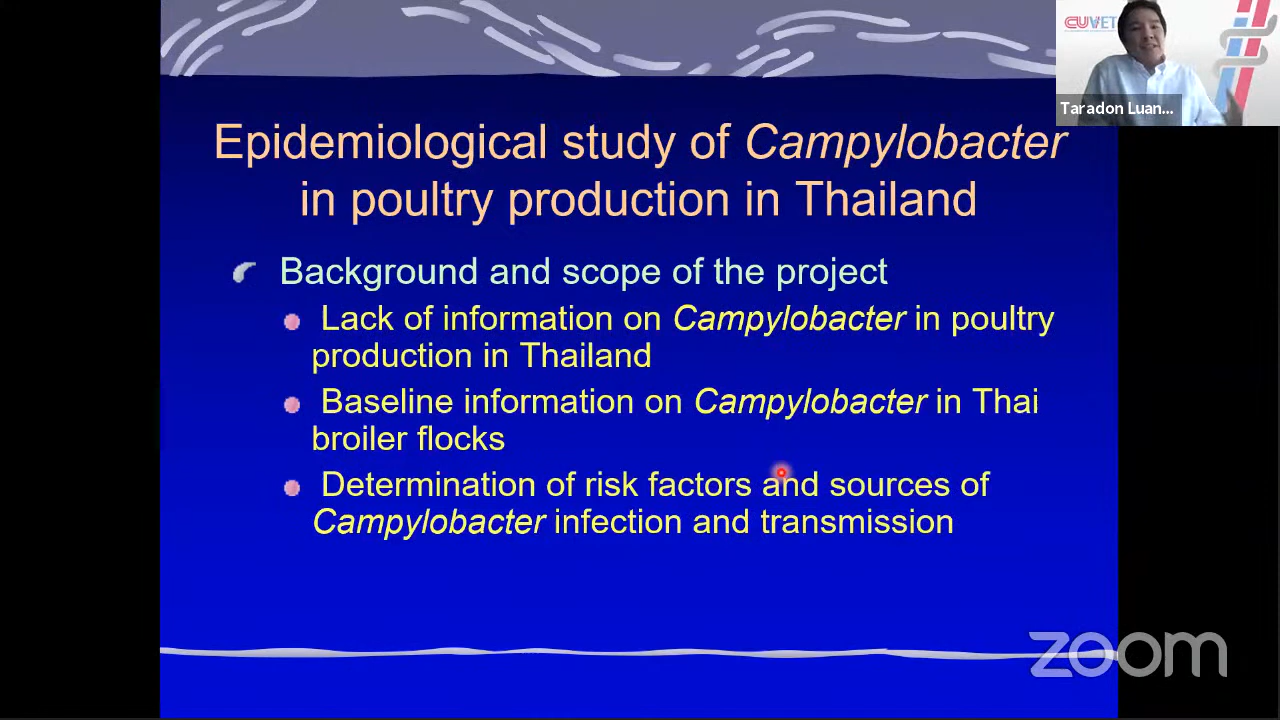 CUVET
Taradon Luan...
Epidemiological study of Campylobacter
in poultry production in Thailand
Background and scope of the project
Lack of information on Campylobacter in poultry
production in Thailand
Baseline information on Campylobacter in Thai
broiler flocks
Determination of risk factors and sources of
Campylobacter infection and transmission
zoom